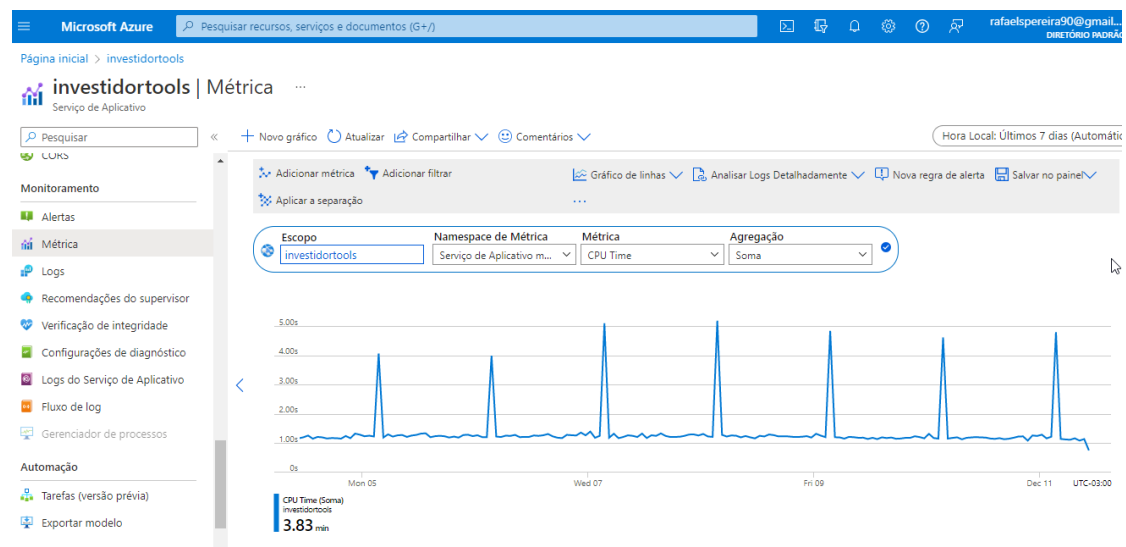 Microsoft Azure
Pesquisar recursos, serviços e documentos (G+/)
rafaelspereira90@gmail....
DIRETÓRIO PADRÃO
Página inicial > investidortools
investidortools | Métrica ...
Serviço de Aplicativo
Pesquisar
«
Novo gráfico
Atualizar
Compartilhar
Comentários
Hora Local: Últimos 7 dias (Automátic
CORS
Monitoramento
Alertas
Métrica
Logs
Recomendações do supervisor
Verificação de integridade
Configurações de diagnóstico
Logs do Serviço de Aplicativo
Fluxo de log
Gerenciador de processos
Automação
Tarefas (versão prévia)
Exportar modelo
Adicionar métrica
Adicionar filtrar
Gráfico de linhas
Analisar Logs Detalhadamente
Nova regra de alerta
Salvar no painel
Aplicar a separação
...
Escopo
investidortools
Namespace de Métrica
Serviço de Aplicativo m...
Métrica
CPU Time
Agregação
Soma
5.00s
4.00s
3.00s
2.00s
1.00s
0s
Mon 05
Wed 07
Fri 09
Dec 11
UTC-03:00
CPU Time (Soma)
investidortools
3.83 min